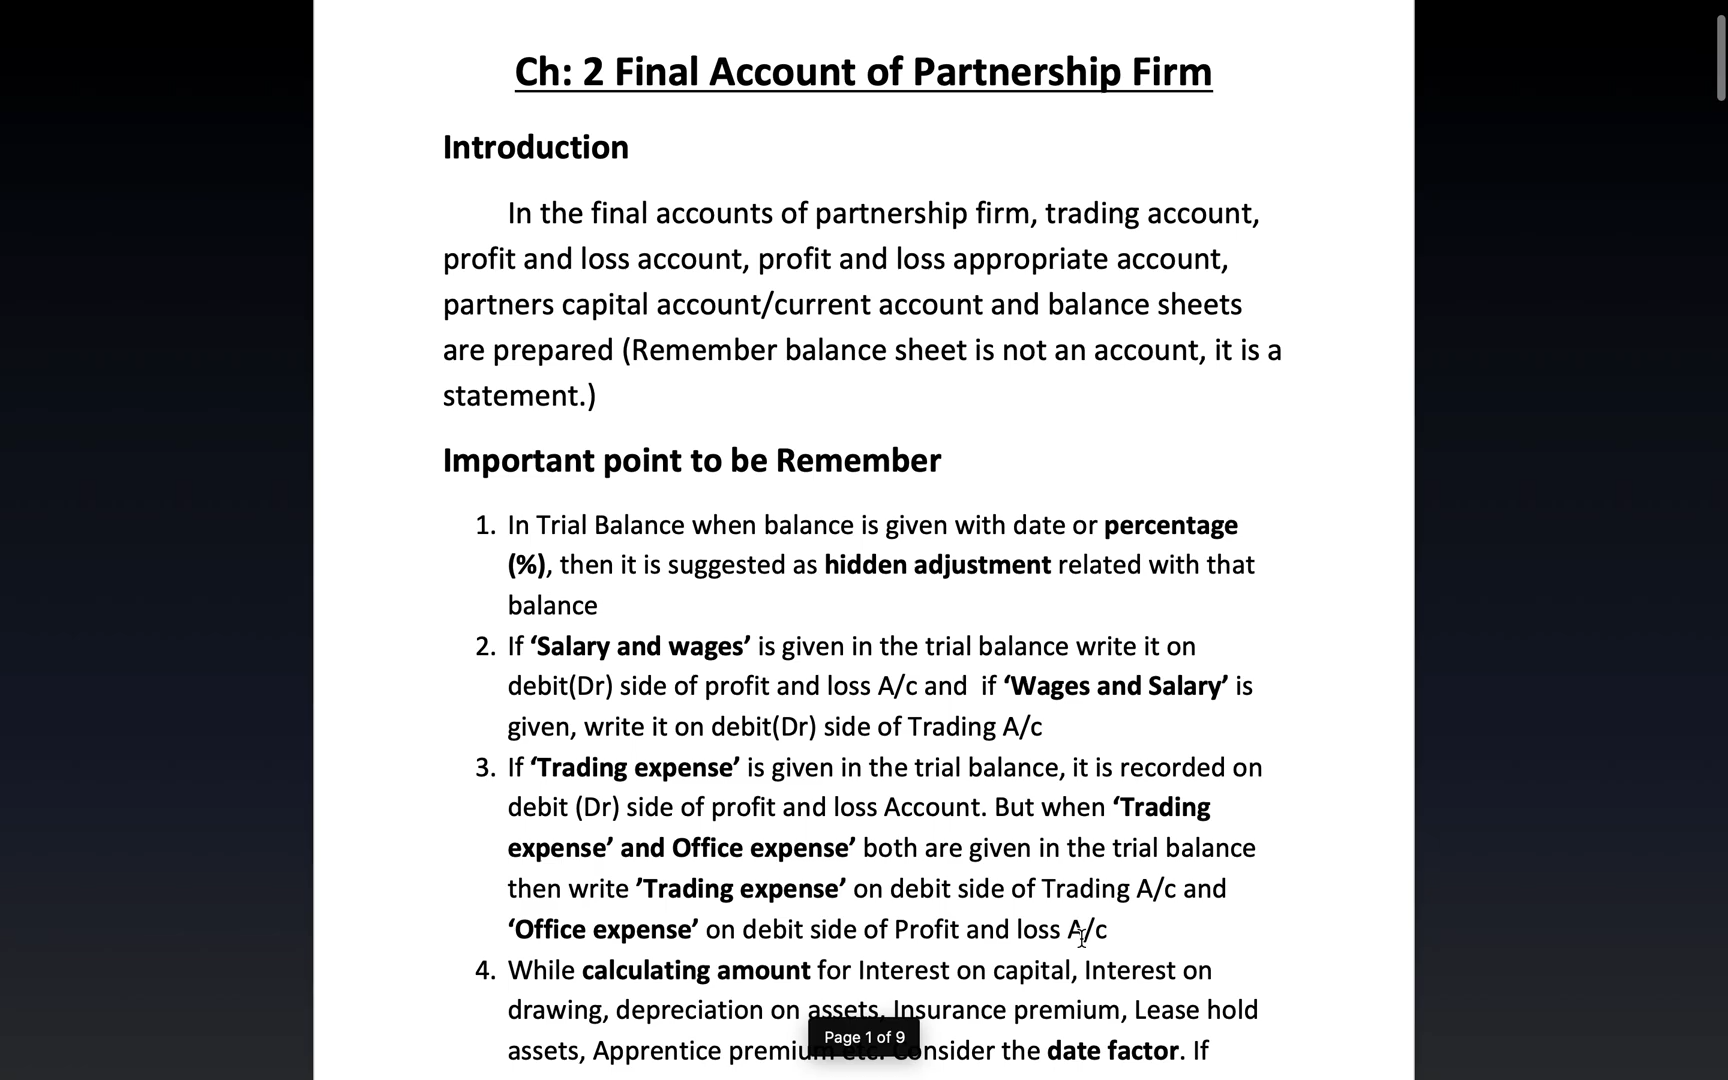 Ch: 2 Final Account of Partnership Firm
Introduction
In the final accounts of partnership firm, trading account,
profit and loss account, profit and loss appropriate account,
partners capital account/current account and balance sheets
are prepared (Remember balance sheet is not an account, it is a
statement.)
Important point to be Remember
1. In Trial Balance when balance is given with date or percentage
(%), then it is suggested as hidden adjustment related with that
balance
2. If ‘Salary and wages’ is given in the trial balance write it on
debit(Dr) side of profit and loss A/c and  if ‘Wages and Salary’ is
given, write it on debit(Dr) side of Trading A/c
3. If ‘Trading expense’ is given in the trial balance, it is recorded on
debit (Dr) side of profit and loss Account. But when ‘Trading
expense’ and Office expense’ both are given in the trial balance
then write ’Trading expense’ on debit side of Trading A/c and
‘Office expense’ on debit side of Profit and loss A/c
4. While calculating amount for Interest on capital, Interest on
drawing, depreciation on assets, Insurance premium, Lease hold
assets, Apprentice premium etc. Consider the date factor. If
Page 1 of 9